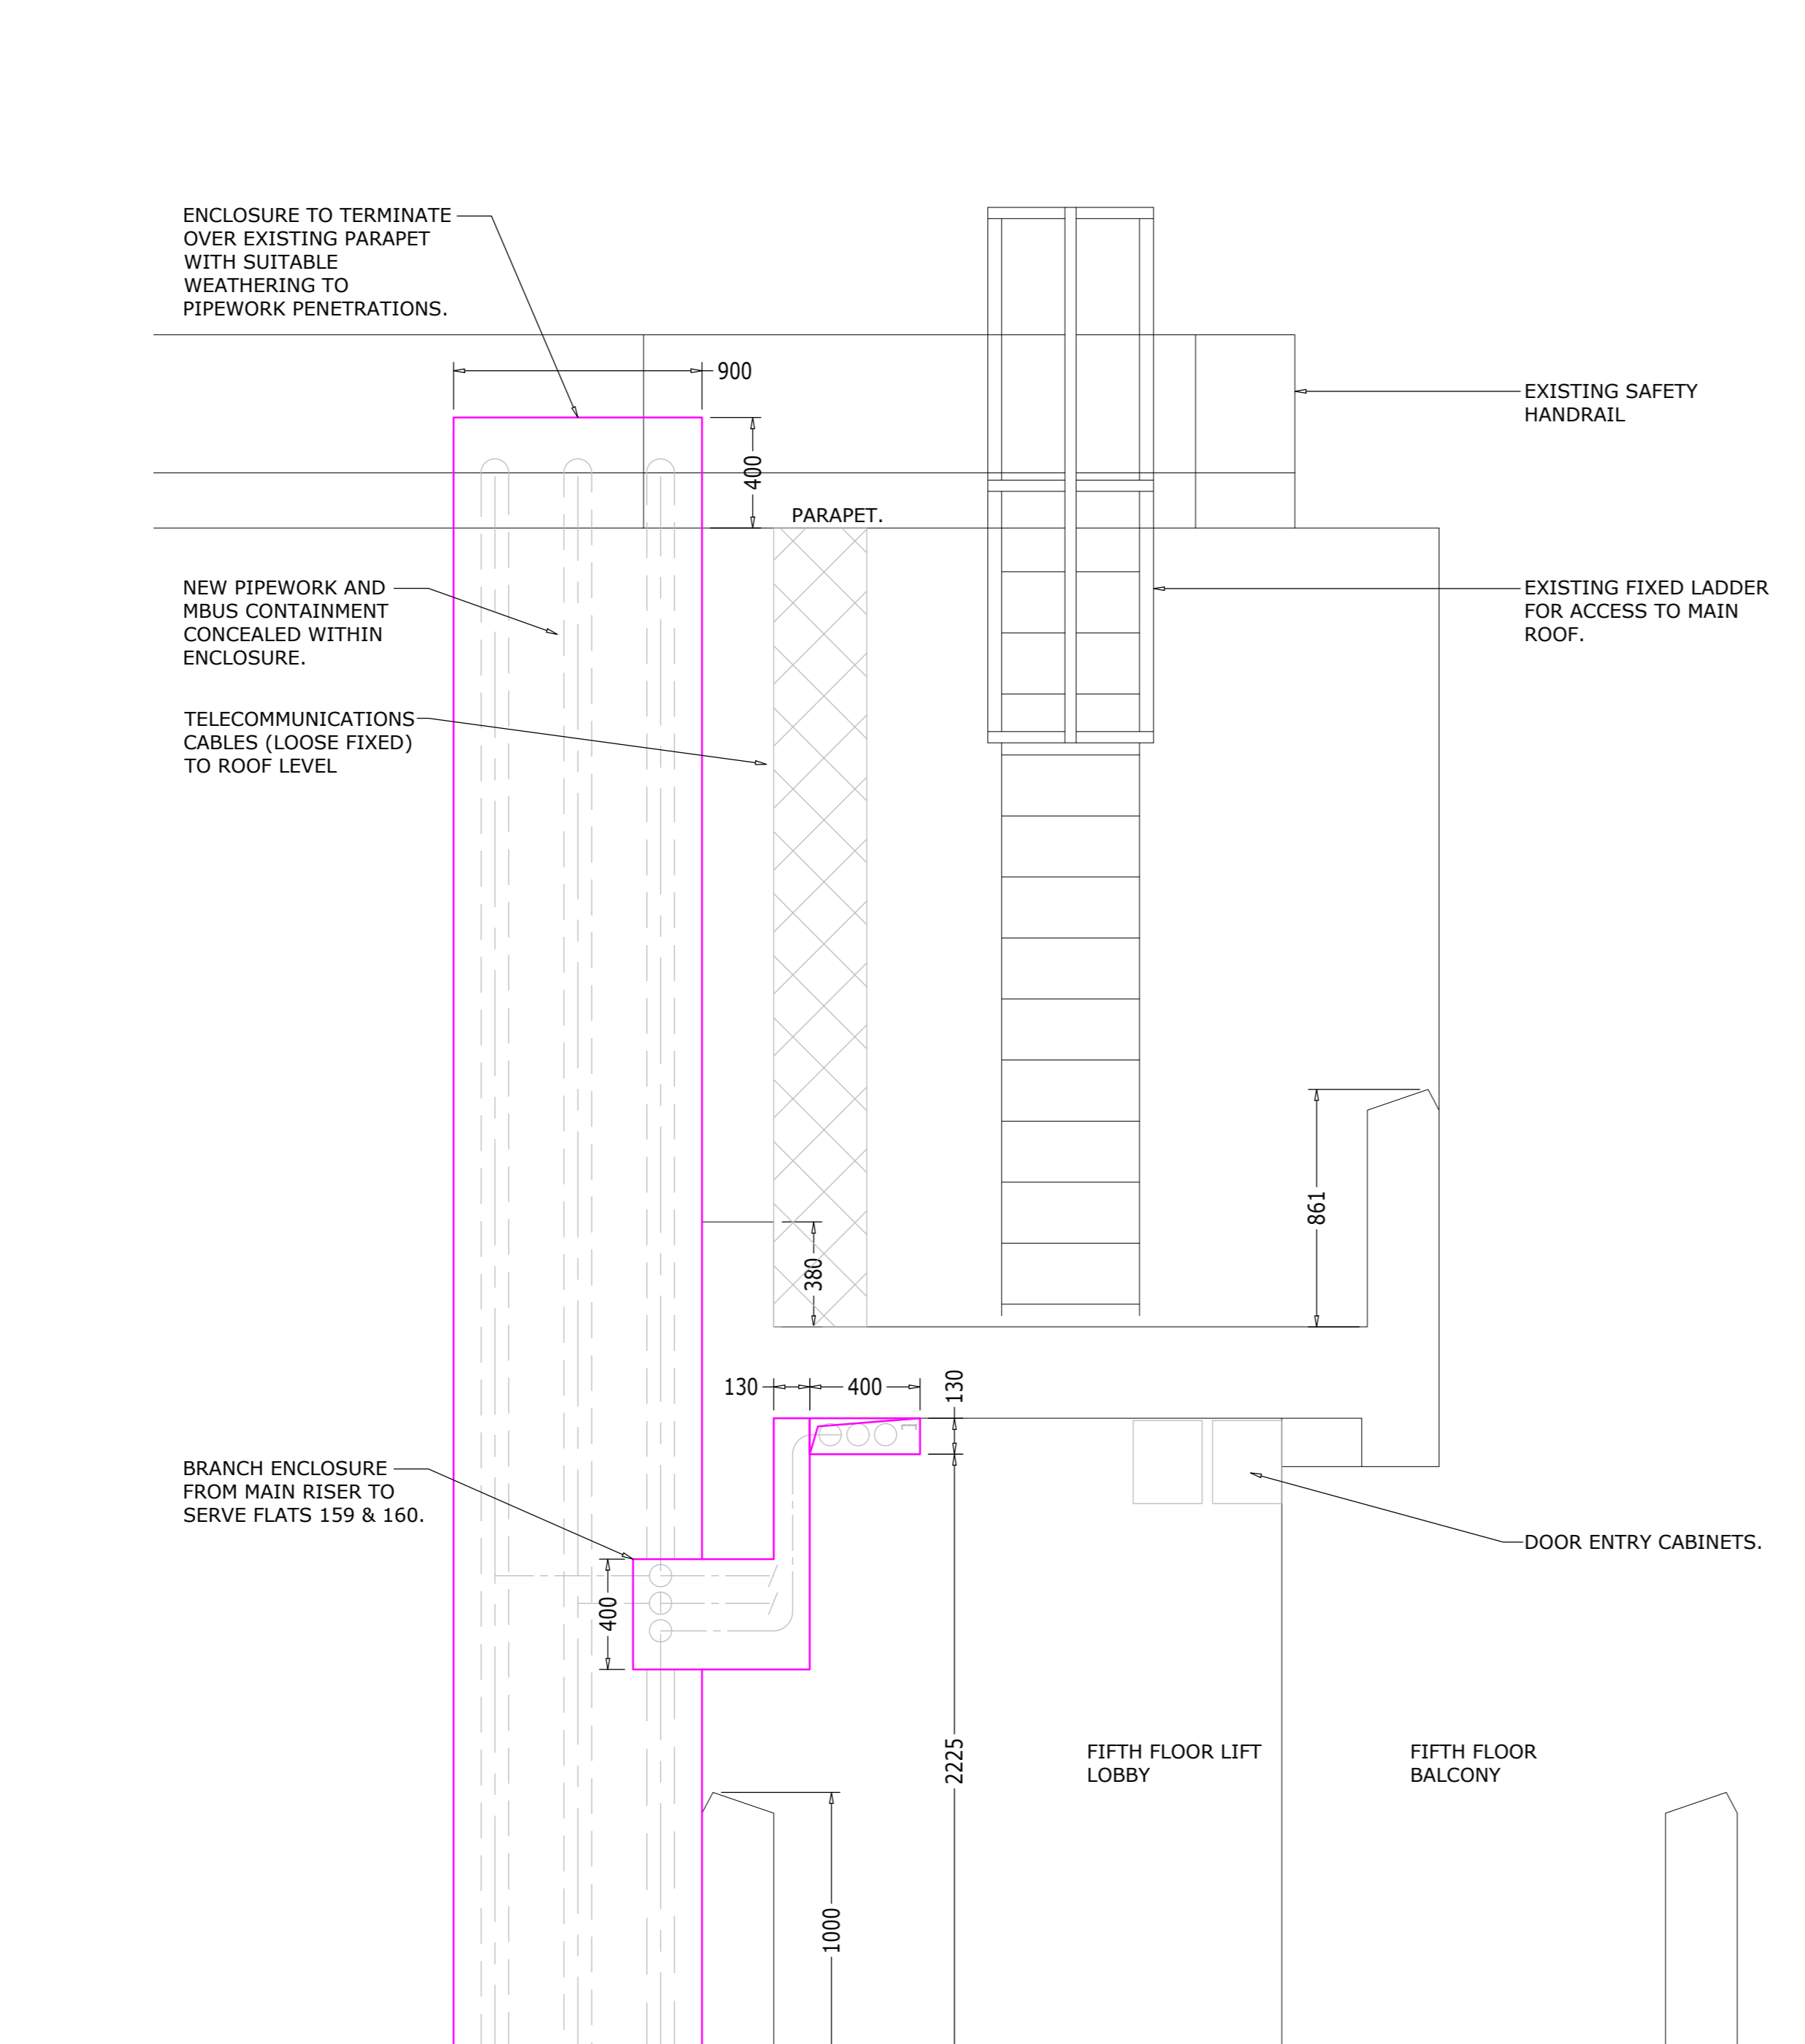 ENCLOSURE TO TERMINATE
OVER EXISTING PARAPET
WITH SUITABLE
WEATHERING TO
PIPEWORK PENETRATIONS.
900
EXISTING SAFETY
HANDRAIL
400
PARAPET.
NEW PIPEWORK AND
MBUS CONTAINMENT
CONCEALED WITHIN
ENCLOSURE.
EXISTING FIXED LADDER
FOR ACCESS TO MAIN
ROOF.
TELECOMMUNICATIONS
CABLES (LOOSE FIXED)
TO ROOF LEVEL
861
380
130
400
130
BRANCH ENCLOSURE
FROM MAIN RISER TO
SERVE FLATS 159 & 160.
DOOR ENTRY CABINETS.
400
2225
FIFTH FLOOR LIFT
LOBBY
FIFTH FLOOR
BALCONY
1000